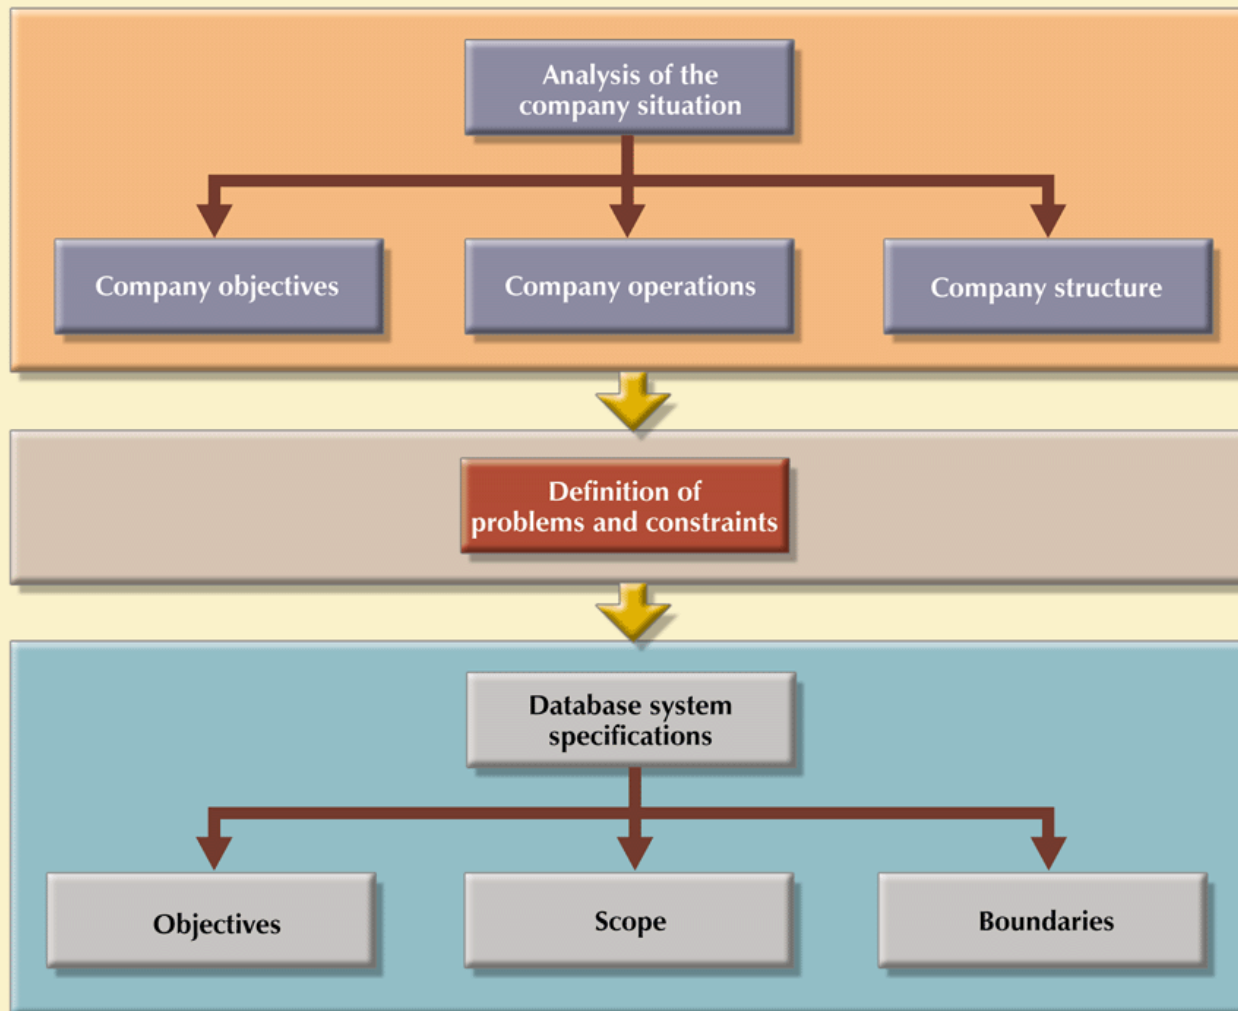 Analysis of the
company situation
Company objectives
Company operations
Company structure
Definition of
problems and constraints
Database system
specifications
Objectives
Scope
Boundaries